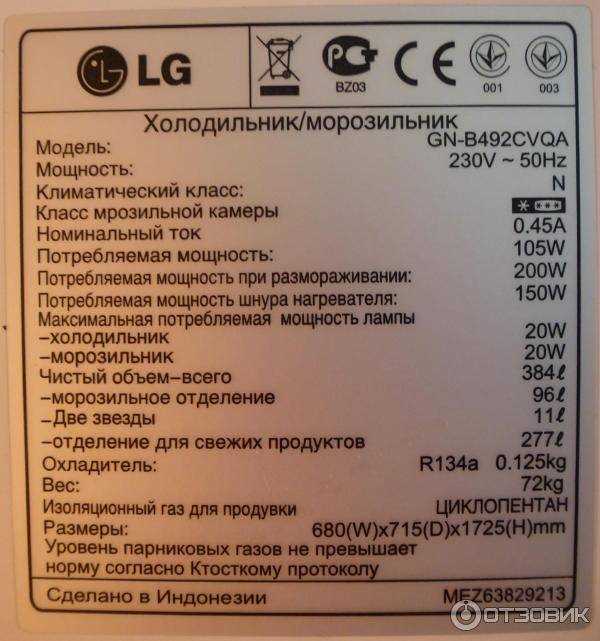 LG
BZ03
001
003
Холодильник/морозильник
Модель: GN-B492CVQA
Мощность: 230V ~ 50Hz
Климатический класс: N
Класс мрозильной камеры
Номинальный ток 0.45A
Потребляемая мощность: 105W
Потребляемая мощность при размораживании: 200W
Потребляемая мощность шнура нагревателя: 150W
Максимальная потребляемая мощность лампы
–холодильник 20W
–морозильник 20W
Чистый объем–всего 384ℓ
–морозильное отделение 96ℓ
–Две звезды 11ℓ
–отделение для свежих продуктов 277ℓ
Охладитель: R134a 0.125kg
Вес: 72kg
Изоляционный газ для продувки ЦИКЛОПЕНТАН
Размеры: 680(W)x715(D)x1725(H)mm
Уровень парниковых газов не превышает
норму согласно Ктосткому протоколу
Сделано в Индонезии MEZ63829213
ОТЗОВИК